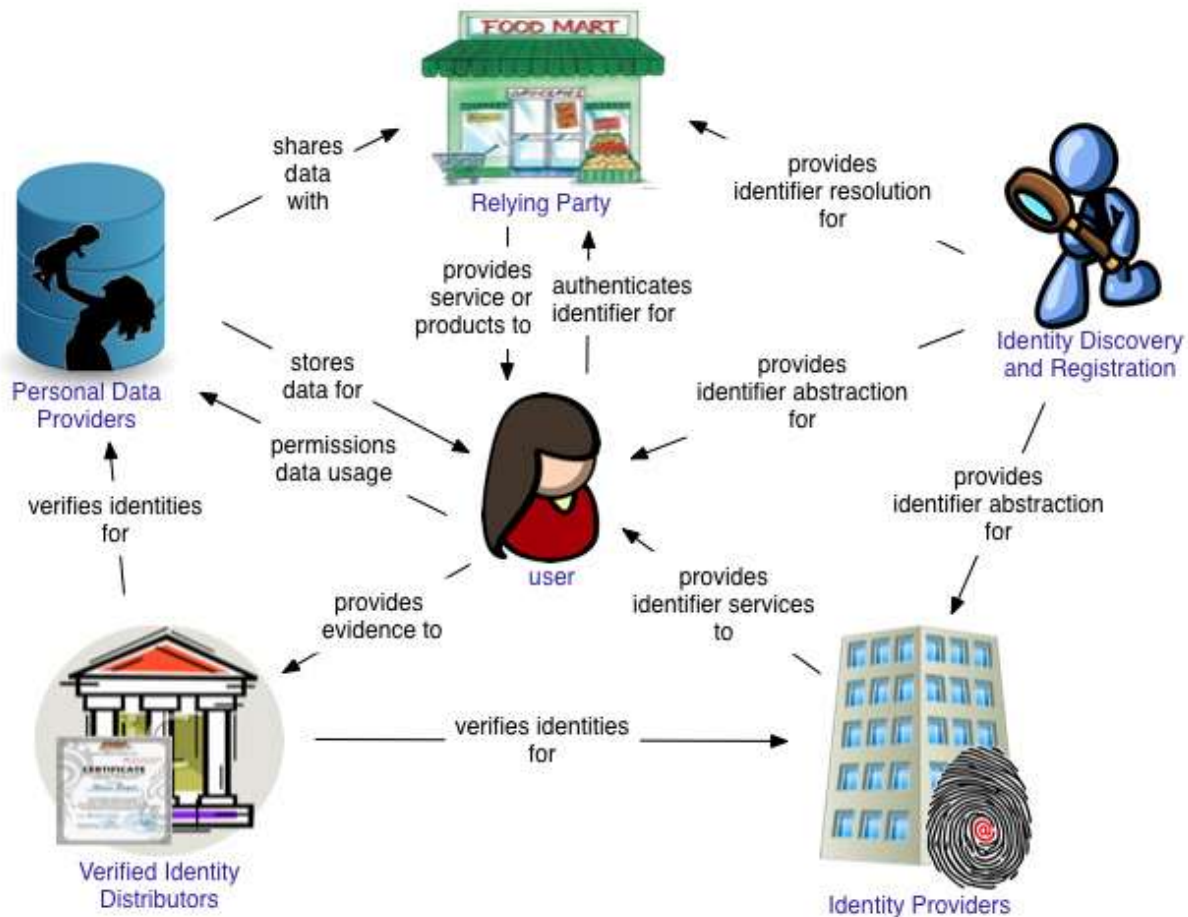 FOOD MART
GROCERIES
Relying Party
shares
data
with
provides
identifier resolution
for
provides
service or
products to
authenticates
identifier for
Identity Discovery
and Registration
Personal Data
Providers
stores
data for
provides
identifier abstraction
for
permissions
data usage
verifies identities
for
user
provides
identifier abstraction
for
provides
evidence to
provides
identifier services
to
verifies identities
for
CERTIFICATE
@
Verified Identity
Distributors
Identity Providers